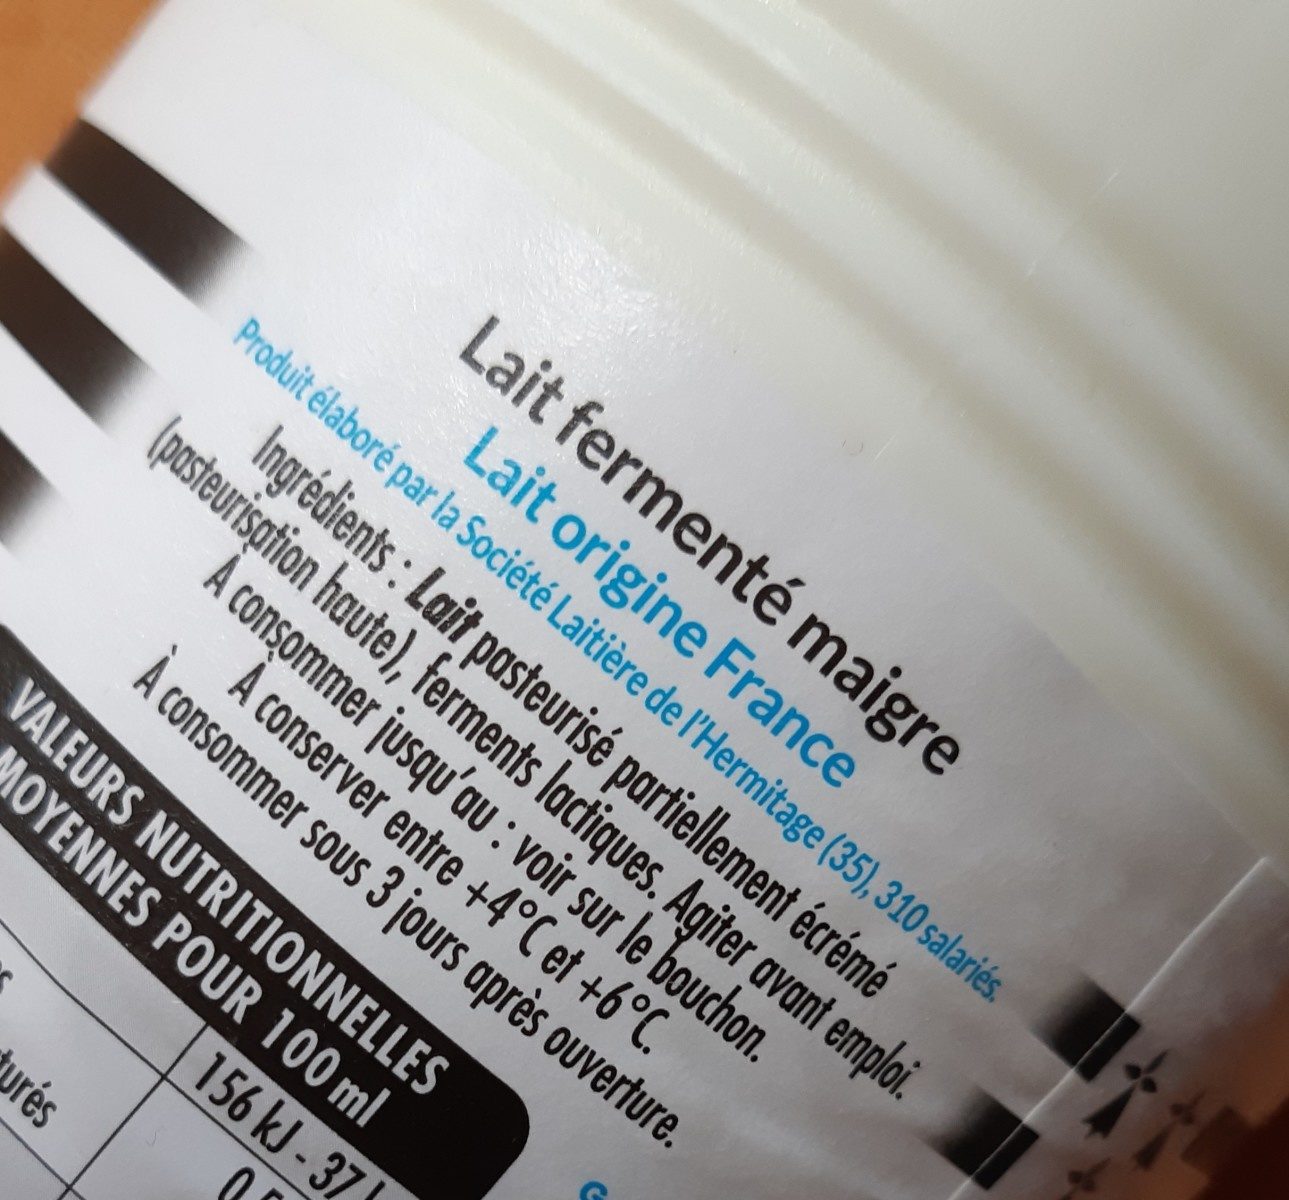 Lait fermenté maigre
Lait origine France
Produit élaboré par la Société Laitière de l'Hermitage (35), 310 salariés.
Ingrédients : Lait pasteurisé partiellement écrémé
(pasteurisation haute), ferments lactiques. Agiter avant emploi.
À consommer jusqu'au : voir sur le bouchon.
À conserver entre +4°C et +6°C.
À consommer sous 3 jours après ouverture.
VALEURS NUTRITIONNELLES
MOYENNES POUR 100 ml
156 kJ - 37